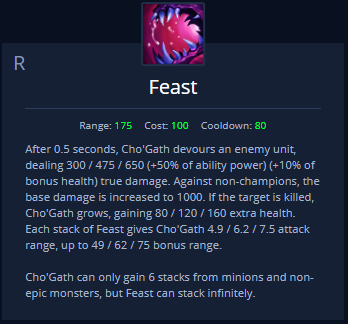 R
Feast
Range: 175 Cost: 100 Cooldown: 80
After 0.5 seconds, Cho'Gath devours an enemy unit,
dealing 300 / 475 / 650 (+50% of ability power) (+10% of
bonus health) true damage. Against non-champions, the
base damage is increased to 1000. If the target is killed,
Cho'Gath grows, gaining 80 / 120 / 160 extra health.
Each stack of Feast gives Cho'Gath 4.9 / 6.2 / 7.5 attack
range, up to 49 / 62 / 75 bonus range.
Cho'Gath can only gain 6 stacks from minions and non-
epic monsters, but Feast can stack infinitely.